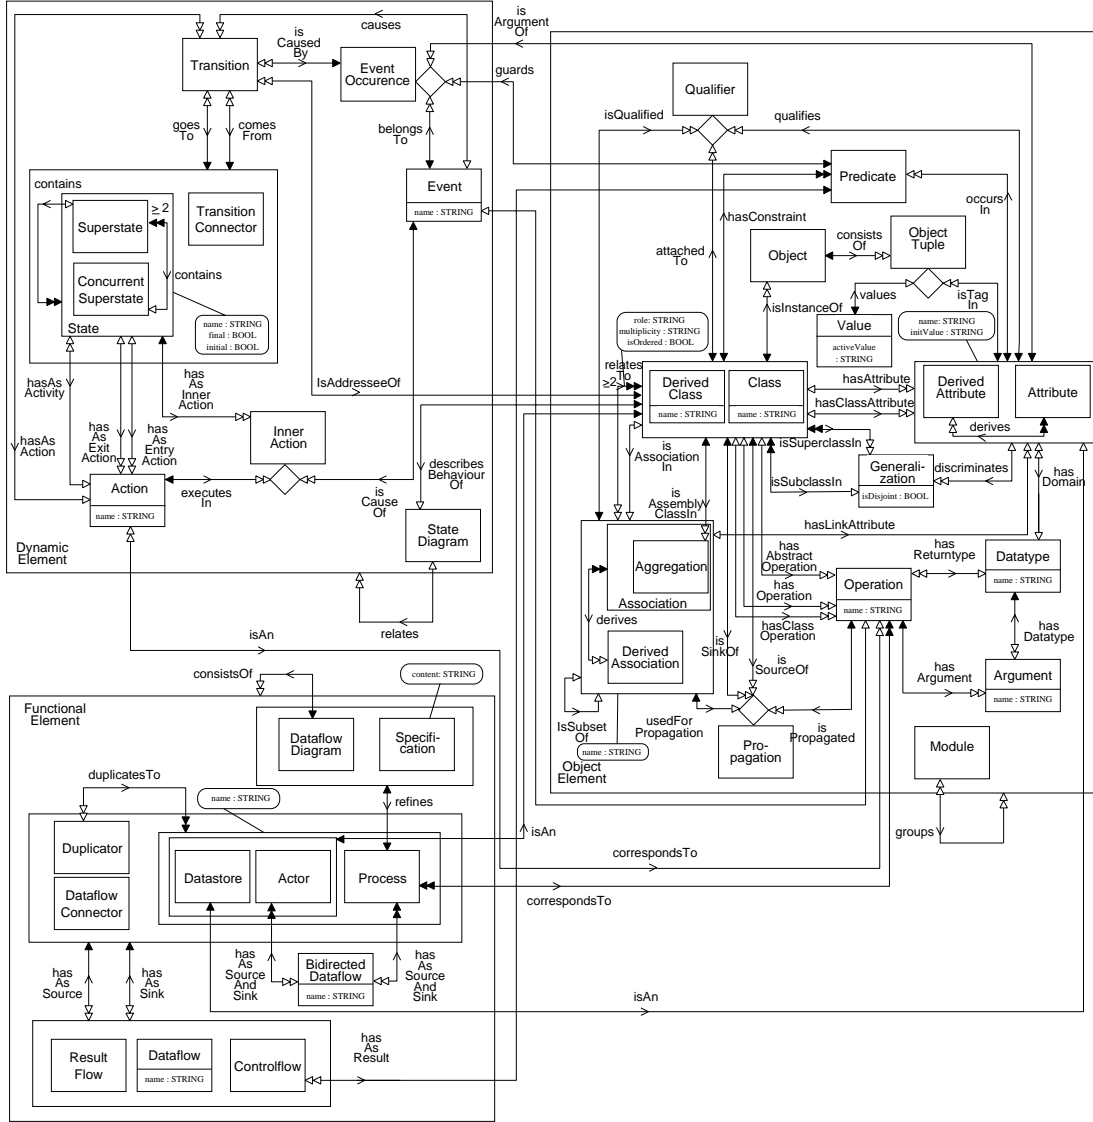 causes
is
Caused
By
Transition
Event
Occurence
is
Argument
Of
guards
goes
To
comes
From
belongs
To
Event
name : STRING
contains
Superstate
≥ 2
Transition
Connector
Concurrent
Superstate
contains
State
name : STRING
final : BOOL
initial : BOOL
hasAs
Activity
has
As
Inner
Action
IsAddresseeOf
hasAs
Action
has
As
Exit
Action
has
As
Entry
Action
Inner
Action
Action
name : STRING
executes
In
is
Cause
Of
describes
Behaviour
Of
State
Diagram
Dynamic
Element
relates
isAn
Qualifier
isQualified
qualifies
Predicate
hasConstraint
occurs
In
attached
To
Object
consists
Of
Object
Tuple
isInstanceOf
values
isTag
In
Value
activeValue
: STRING
name: STRING
initValue : STRING
role: STRING
multiplicity : STRING
isOrdered : BOOL
relates
To
≥2
Derived
Class
name : STRING
Class
name : STRING
hasAttribute
hasClassAttribute
Derived
Attribute
Attribute
derives
is
Association
In
isSuperclassIn
isSubclassIn
Generali-
zation
isDisjoint : BOOL
discriminates
has
Domain
is
Assembly
ClassIn
hasLinkAttribute
Aggregation
Association
derives
Derived
Association
has
Abstract
Operation
has
Operation
hasClass
Operation
Operation
name : STRING
has
Returntype
Datatype
name : STRING
has
Datatype
has
Argument
Argument
name : STRING
is
SinkOf
is
SourceOf
IsSubset
Of
name : STRING
Object
Element
usedFor
Propagation
is
Propagated
Pro-
pagation
Module
groups
Functional
Element
consistsOf
content: STRING
Dataflow
Diagram
Specifi-
cation
duplicatesTo
name : STRING
refines
isAn
Duplicator
Dataflow
Connector
Datastore
Actor
Process
correspondsTo
correspondsTo
has
As
Source
has
As
Sink
has
As
Source
And
Sink
Bidirected
Dataflow
name : STRING
has
As
Source
And
Sink
isAn
Result
Flow
Dataflow
name : STRING
Controlflow
has
As
Result